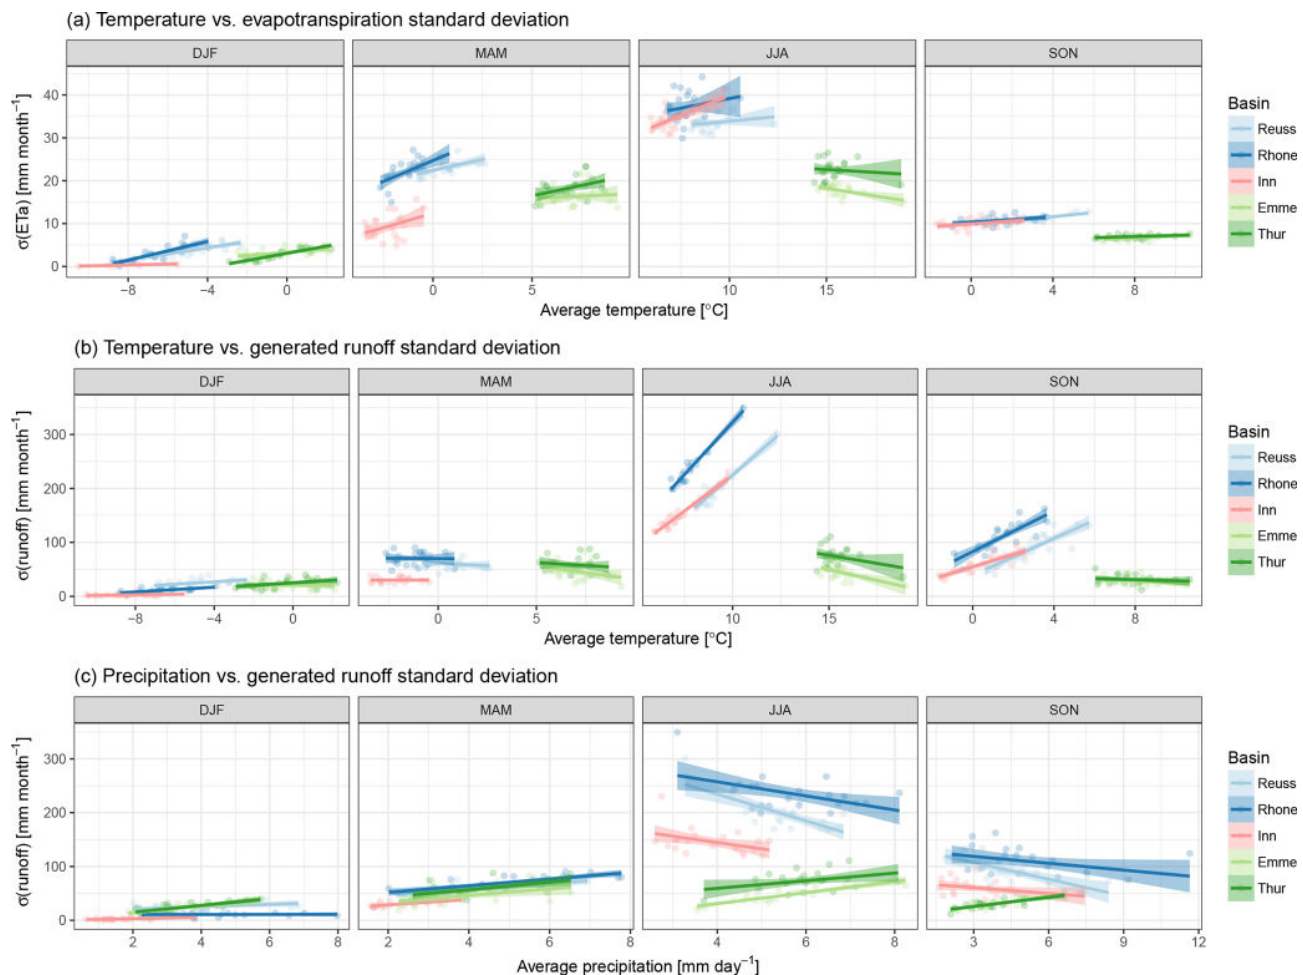 (a) Temperature vs. evapotranspiration standard deviation
DJF MAM JJA SON
σ(ETa) [mm month⁻¹]
40
30
20
10
0
−8 −4 0 0 5 10 15 0 4 8
Average temperature [°C]
Basin
Reuss
Rhone
Inn
Emme
Thur
(b) Temperature vs. generated runoff standard deviation
DJF MAM JJA SON
σ(runoff) [mm month⁻¹]
300
200
100
0
−8 −4 0 0 5 10 15 0 4 8
Average temperature [°C]
Basin
Reuss
Rhone
Inn
Emme
Thur
(c) Precipitation vs. generated runoff standard deviation
DJF MAM JJA SON
σ(runoff) [mm month⁻¹]
300
200
100
0
2 4 6 8 2 4 6 8 4 6 8 3 6 9 12
Average precipitation [mm day⁻¹]
Basin
Reuss
Rhone
Inn
Emme
Thur